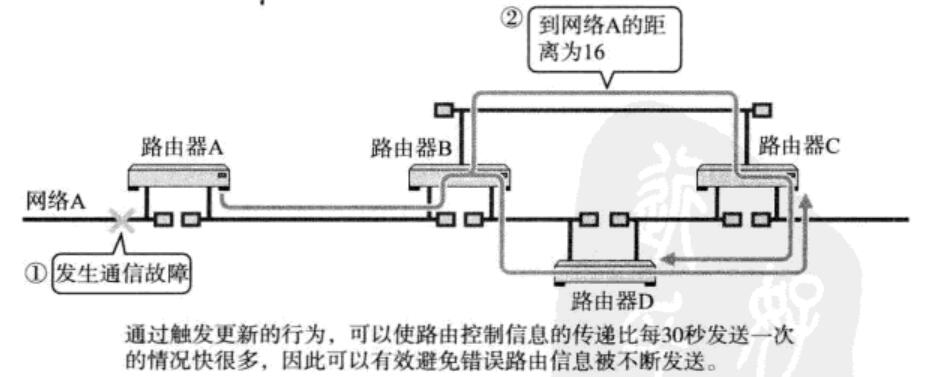 ②
到网络A的距
离为16
路由器A
路由器B
路由器C
网络A
① 发生通信故障
路由器D
通过触发更新的行为，可以使路由控制信息的传递比每30秒发送一次
的情况快很多，因此可以有效避免错误路由信息被不断发送。